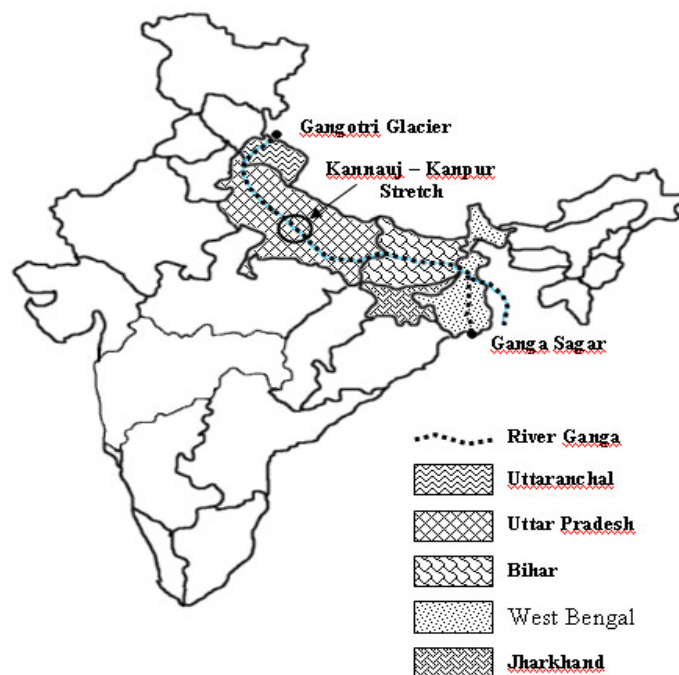 Gangotri Glacier
Kannauj – Kanpur
Stretch
Ganga Sagar
River Ganga
Uttaranchal
Uttar Pradesh
Bihar
West Bengal
Jharkhand